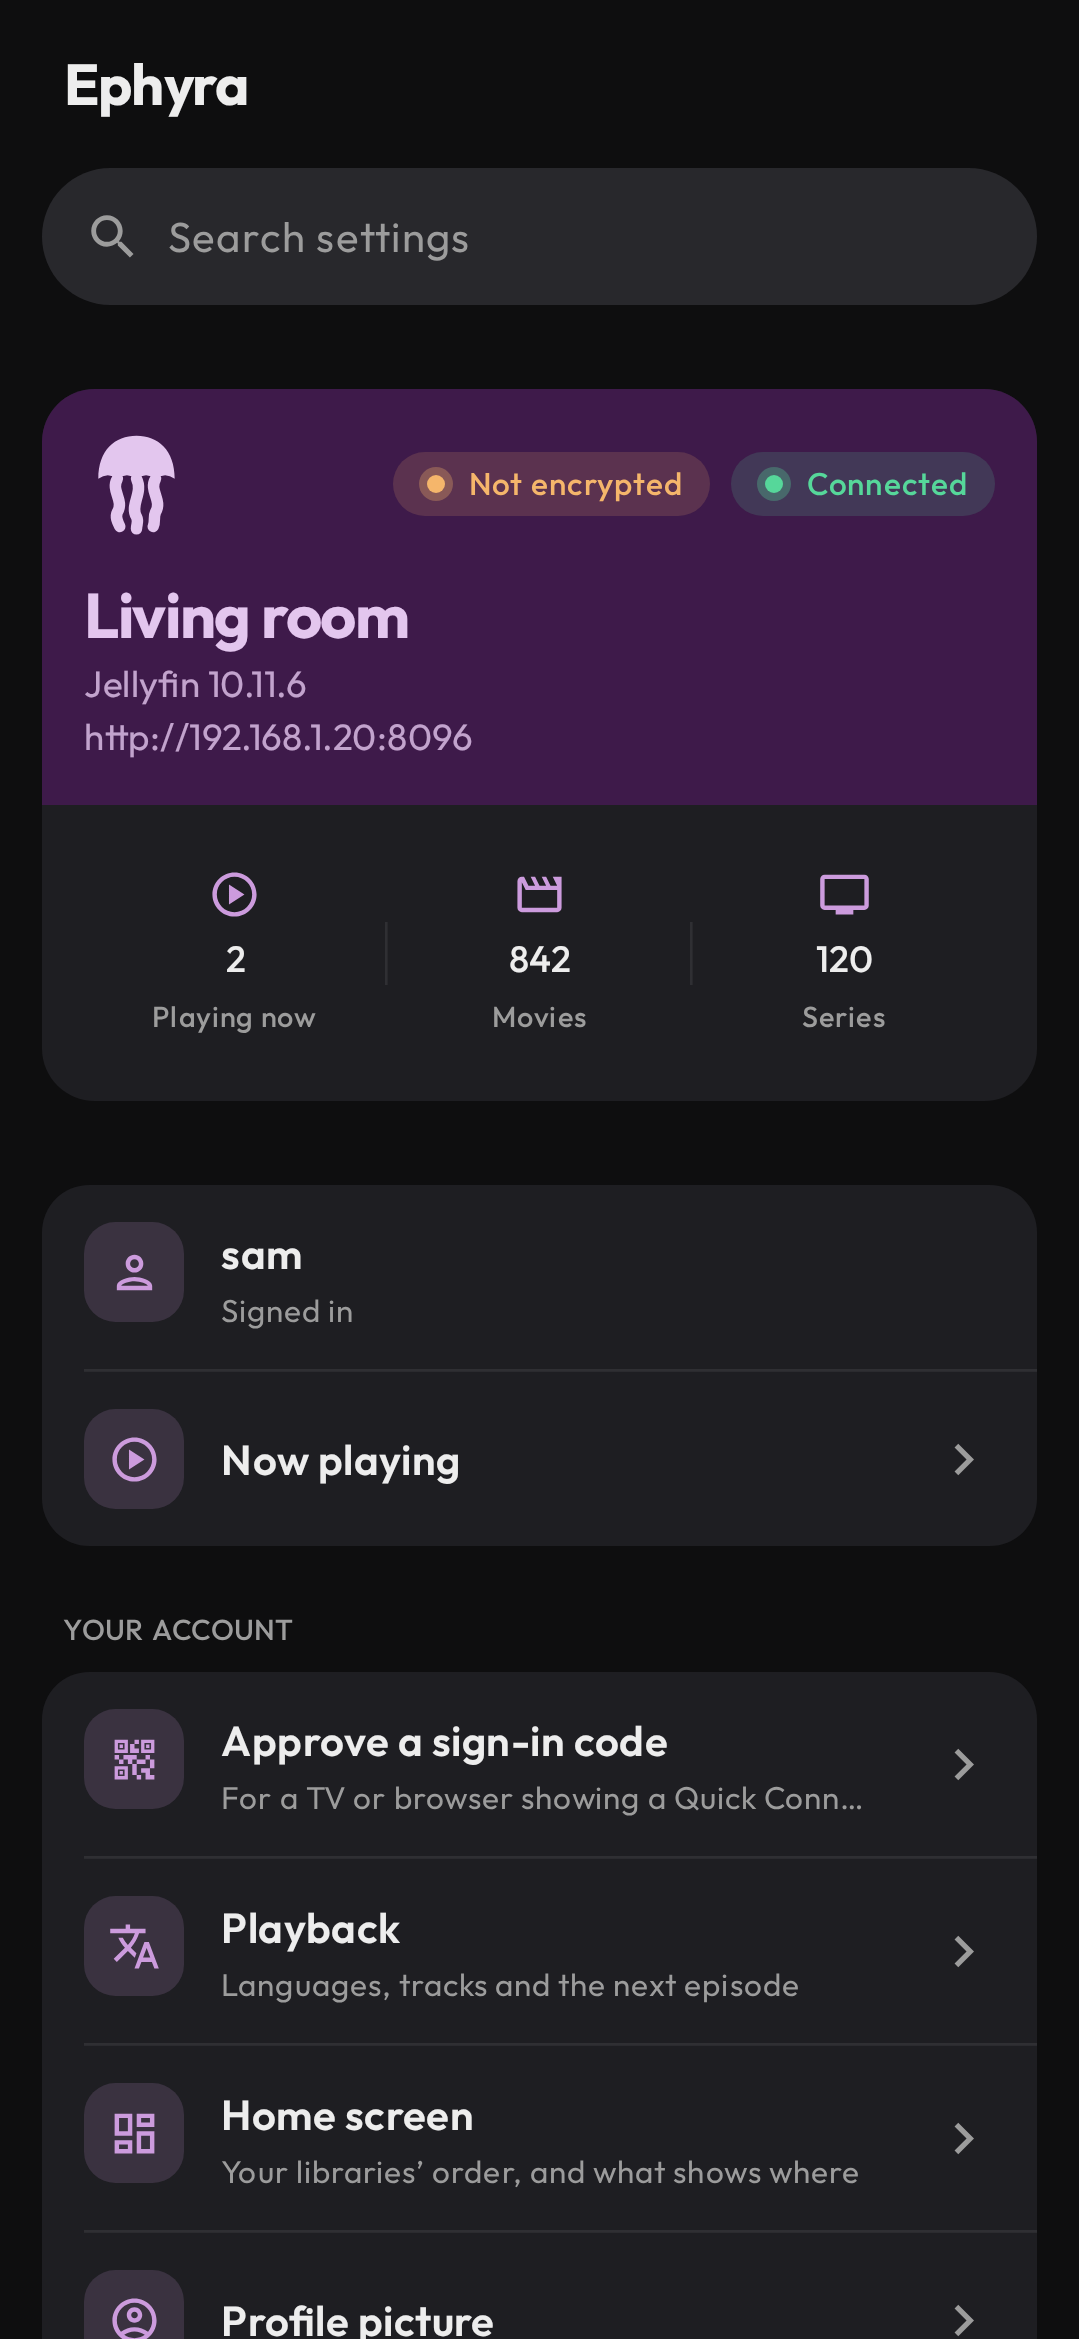 Ephyra
Search settings
Not encrypted
Connected
Living room
Jellyfin 10.11.6
http://192.168.1.20:8096
2
842
120
Playing now
Movies
Series
sam
Signed in
Now playing
YOUR ACCOUNT
Approve a sign-in code
For a TV or browser showing a Quick Conn...
Playback
Languages, tracks and the next episode
Home screen
Your libraries’ order, and what shows where
Profile picture